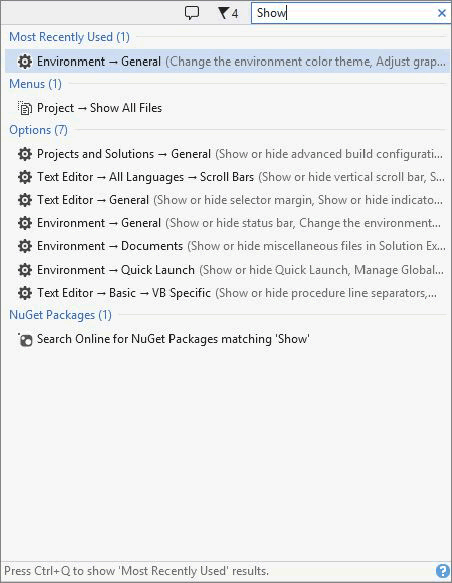 4 Show
Most Recently Used (1)
Environment → General (Change the environment color theme, Adjust grap...
Menus (1)
Project → Show All Files
Options (7)
Projects and Solutions → General (Show or hide advanced build configurati...
Text Editor → All Languages → Scroll Bars (Show or hide vertical scroll bar, S...
Text Editor → General (Show or hide selector margin, Show or hide indicato...
Environment → General (Show or hide status bar, Change the environment...
Environment → Documents (Show or hide miscellaneous files in Solution Ex...
Environment → Quick Launch (Show or hide Quick Launch, Manage Global...
Text Editor → Basic → VB Specific (Show or hide procedure line separators,...
NuGet Packages (1)
Search Online for NuGet Packages matching 'Show'
Press Ctrl+Q to show 'Most Recently Used' results.